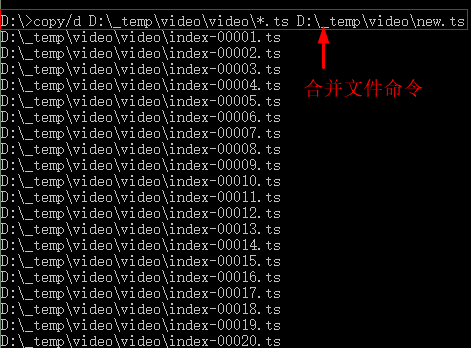 D:\>copy/d D:\_temp\video\video\*.ts D:\_temp\video\new.ts
D:\_temp\video\video\index-00001.ts
D:\_temp\video\video\index-00002.ts
D:\_temp\video\video\index-00003.ts
合并文件命令
D:\_temp\video\video\index-00004.ts
D:\_temp\video\video\index-00005.ts
D:\_temp\video\video\index-00006.ts
D:\_temp\video\video\index-00007.ts
D:\_temp\video\video\index-00008.ts
D:\_temp\video\video\index-00009.ts
D:\_temp\video\video\index-00010.ts
D:\_temp\video\video\index-00011.ts
D:\_temp\video\video\index-00012.ts
D:\_temp\video\video\index-00013.ts
D:\_temp\video\video\index-00014.ts
D:\_temp\video\video\index-00015.ts
D:\_temp\video\video\index-00016.ts
D:\_temp\video\video\index-00017.ts
D:\_temp\video\video\index-00018.ts
D:\_temp\video\video\index-00019.ts
D:\_temp\video\video\index-00020.ts